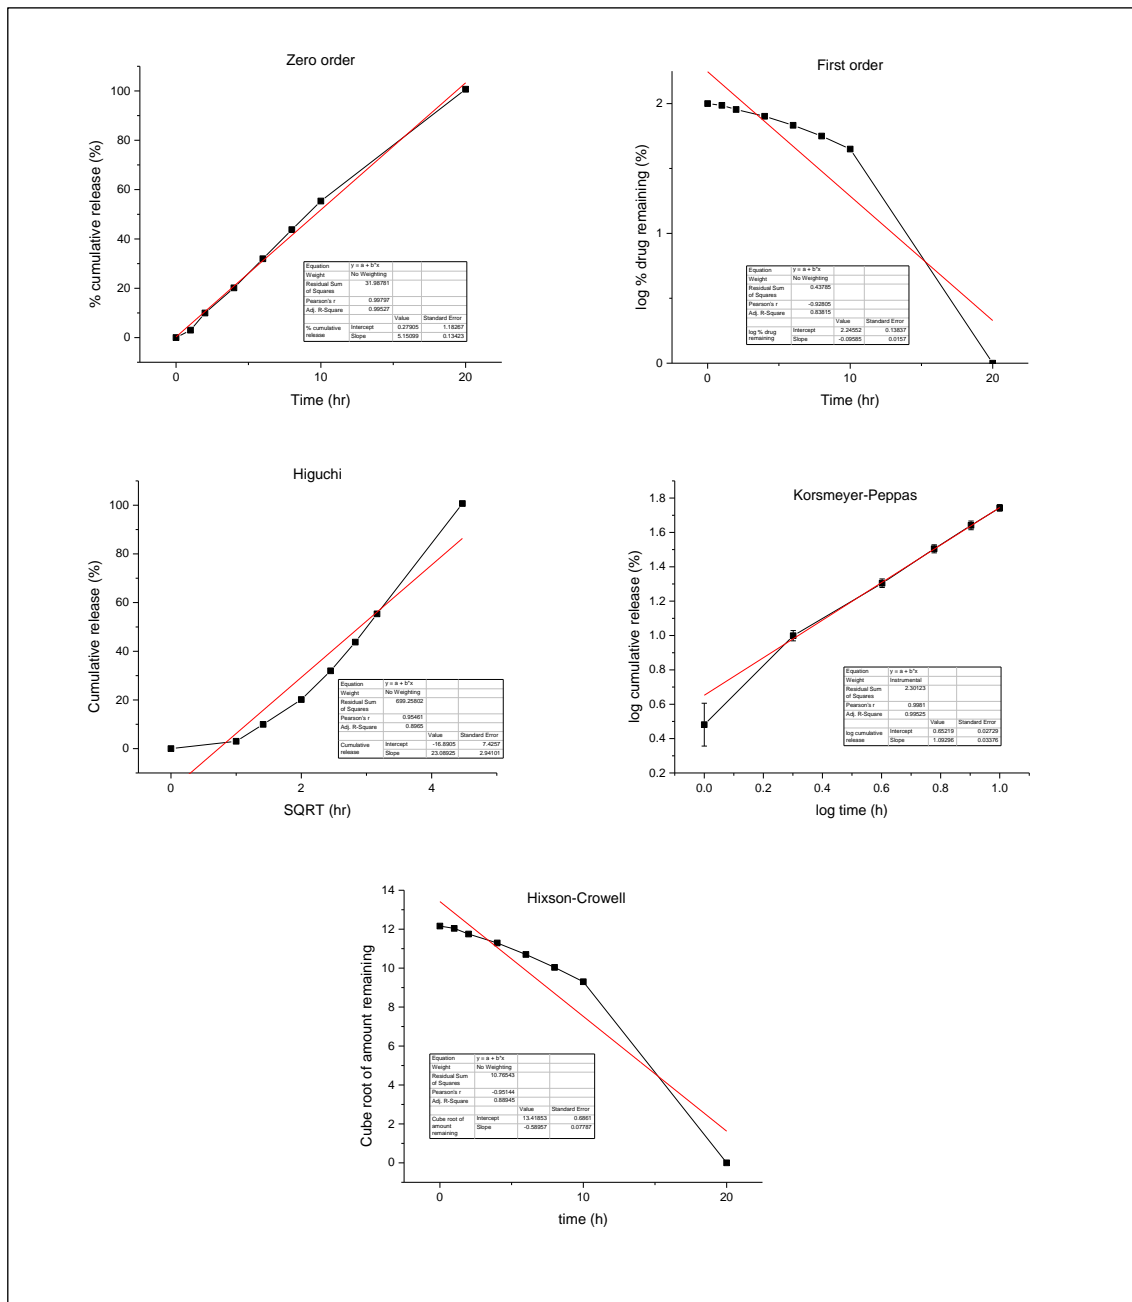 Zero order
% cumulative release (%)
100
80
60
40
20
0
0 10 20
Time (hr)
Equation y = a + b*x
Weight No Weighting
Residual Sum of Squares 31.98781
Pearson's r 0.99797
Adj. R-Square 0.99527
Value Standard Error
% cumulative release Intercept 0.27905 1.18267
Slope 5.15099 0.13423
First order
log % drug remaining (%)
2
1
0
0 10 20
Time (hr)
Equation y = a + b*x
Weight No Weighting
Residual Sum of Squares 0.43785
Pearson's r -0.92805
Adj. R-Square 0.83815
Value Standard Error
log % drug remaining Intercept 2.24552 0.13837
Slope -0.09585 0.0157
Higuchi
Cumulative release (%)
100
80
60
40
20
0
0 2 4
SQRT (hr)
Equation y = a + b*x
Weight No Weighting
Residual Sum of Squares 699.25802
Pearson's r 0.95461
Adj. R-Square 0.8965
Value Standard Error
Cumulative release Intercept -16.8905 7.4257
Slope 23.08925 2.94101
Korsmeyer-Peppas
log cumulative release (%)
1.8
1.6
1.4
1.2
1.0
0.8
0.6
0.4
0.2
0.0 0.2 0.4 0.6 0.8 1.0
log time (h)
Equation y = a + b*x
Weight Instrumental
Residual Sum of Squares 2.30123
Pearson's r 0.9981
Adj. R-Square 0.99525
Value Standard Error
log cumulative release Intercept 0.65219 0.02729
Slope 1.09296 0.03376
Hixson-Crowell
Cube root of amount remaining
14
12
10
8
6
4
2
0
0 10 20
time (h)
Equation y = a + b*x
Weight No Weighting
Residual Sum of Squares 10.76543
Pearson's r -0.95144
Adj. R-Square 0.88945
Value Standard Error
Cube root of amount remaining Intercept 13.41853 0.6861
Slope -0.58957 0.07787